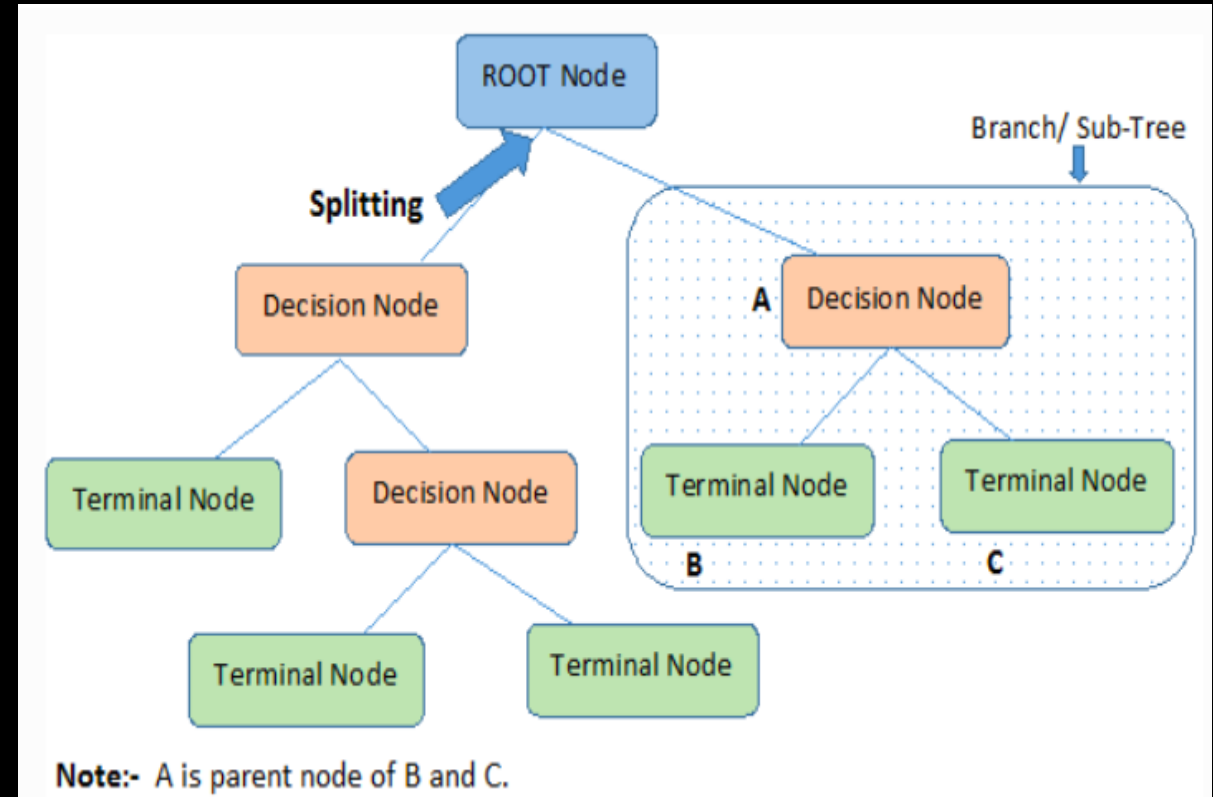 ROOT Node
Branch/ Sub-Tree
Splitting
Decision Node
A
Decision Node
Terminal Node
Decision Node
Terminal Node
Terminal Node
B
C
Terminal Node
Terminal Node
Note:- A is parent node of B and C.